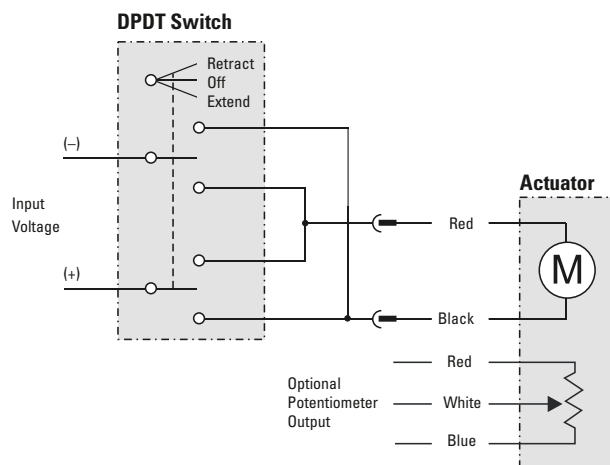 DPDT Switch
Retract
Off
Extend
(–)
Input
Voltage
(+)
Actuator
Red
M
Black
Red
Optional
Potentiometer
Output
White
Blue